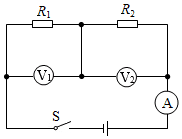 R₁ R₂
V₁ V₂
A
S